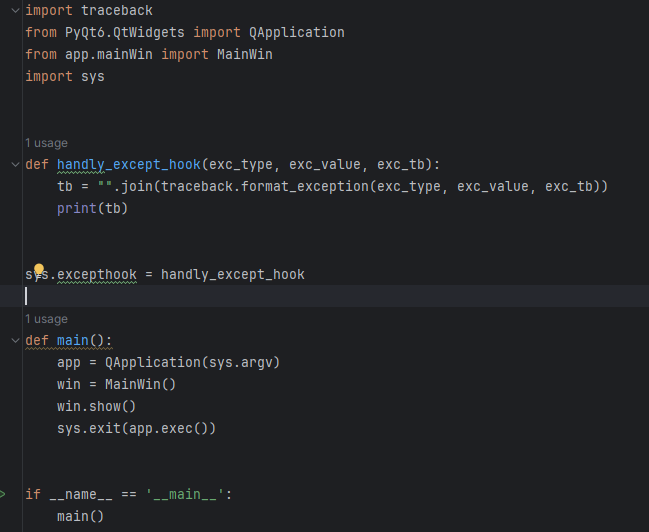 import traceback
from PyQt6.QtWidgets import QApplication
from app.mainWin import MainWin
import sys
1 usage
def handly_except_hook(exc_type, exc_value, exc_tb):
    tb = "".join(traceback.format_exception(exc_type, exc_value, exc_tb))
    print(tb)
sys.excepthook = handly_except_hook
1 usage
def main():
    app = QApplication(sys.argv)
    win = MainWin()
    win.show()
    sys.exit(app.exec())
if __name__ == '__main__':
    main()